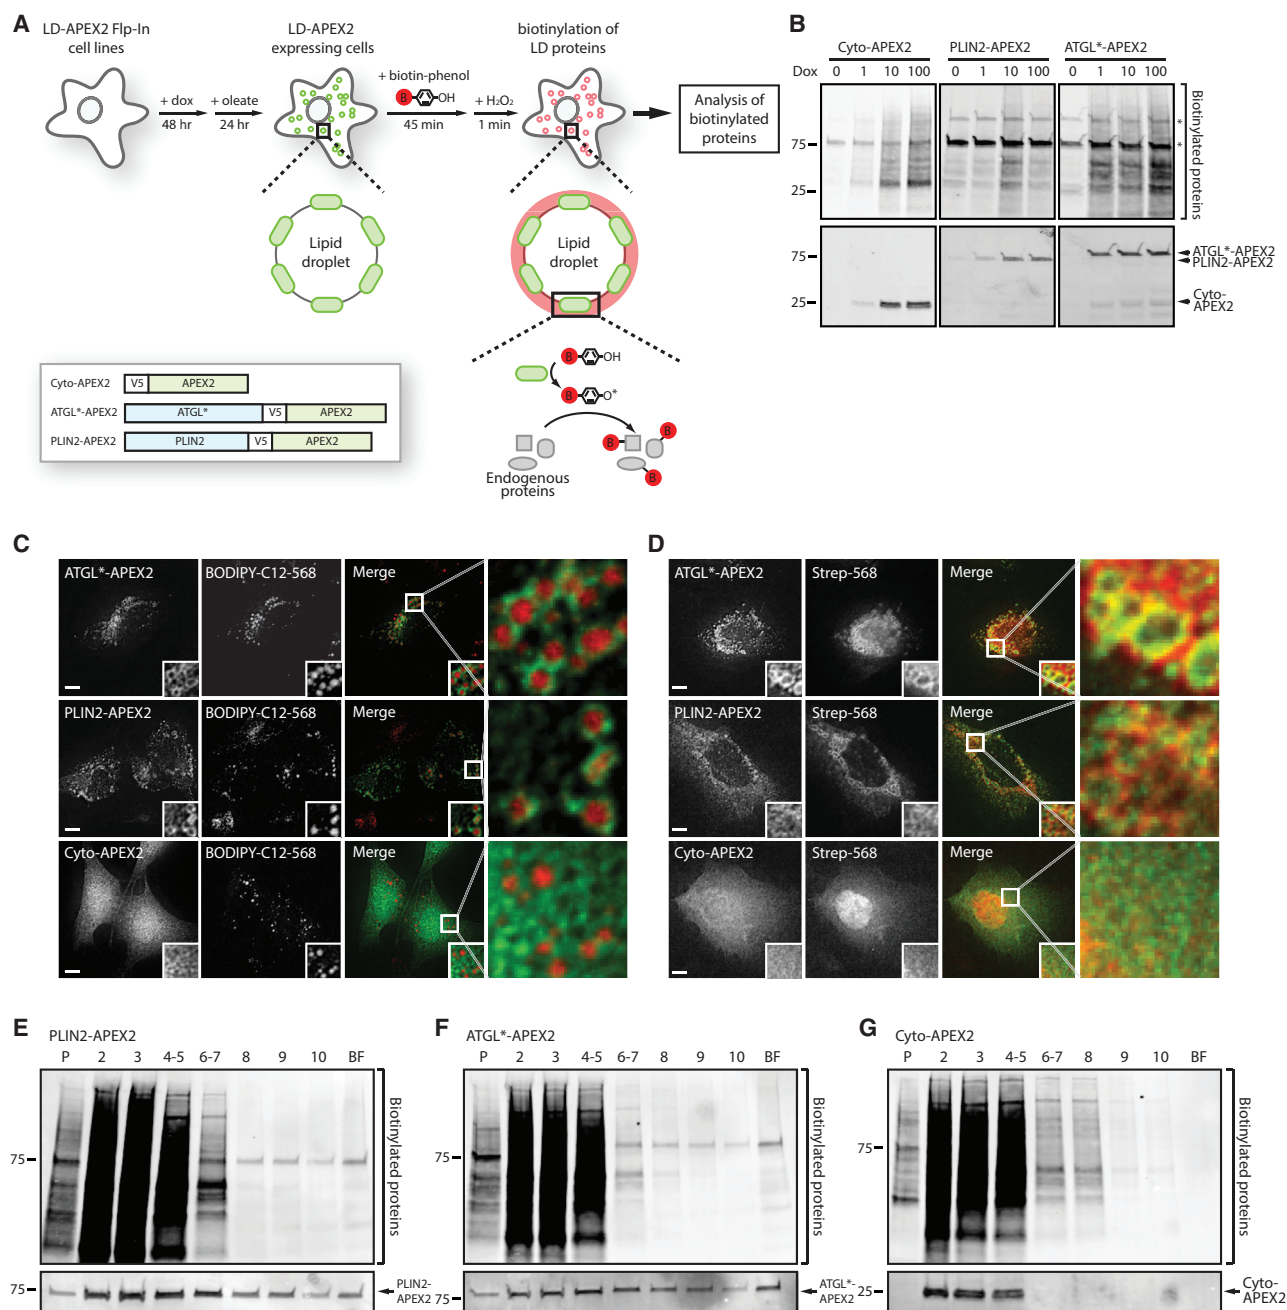 A
LD-APEX2 Flp-In
cell lines
LD-APEX2
expressing cells
biotinylation of
LD proteins
+ dox
48 hr
+ oleate
24 hr
+ biotin-phenol
B
OH
45 min
+ H₂O₂
1 min
Analysis of
biotinylated
proteins
Lipid
droplet
Lipid
droplet
B
OH
B
O*
B
B
B
Endogenous
proteins
Cyto-APEX2
V5
APEX2
ATGL*-APEX2
ATGL*
V5
APEX2
PLIN2-APEX2
PLIN2
V5
APEX2
B
Cyto-APEX2
PLIN2-APEX2
ATGL*-APEX2
Dox
0 1 10 100
0 1 10 100
0 1 10 100
75
25
*
*
Biotinylated proteins
75
25
ATGL*-APEX2
PLIN2-APEX2
Cyto-
APEX2
C
ATGL*-APEX2
BODIPY-C12-568
Merge
PLIN2-APEX2
BODIPY-C12-568
Merge
Cyto-APEX2
BODIPY-C12-568
Merge
D
ATGL*-APEX2
Strep-568
Merge
PLIN2-APEX2
Strep-568
Merge
Cyto-APEX2
Strep-568
Merge
E
PLIN2-APEX2
P 2 3 4-5 6-7 8 9 10 BF
75
Biotinylated proteins
75
PLIN2-
APEX2
F
ATGL*-APEX2
P 2 3 4-5 6-7 8 9 10 BF
75
Biotinylated proteins
75
ATGL*-
APEX2
G
Cyto-APEX2
P 2 3 4-5 6-7 8 9 10 BF
75
Biotinylated proteins
25
Cyto-
APEX2